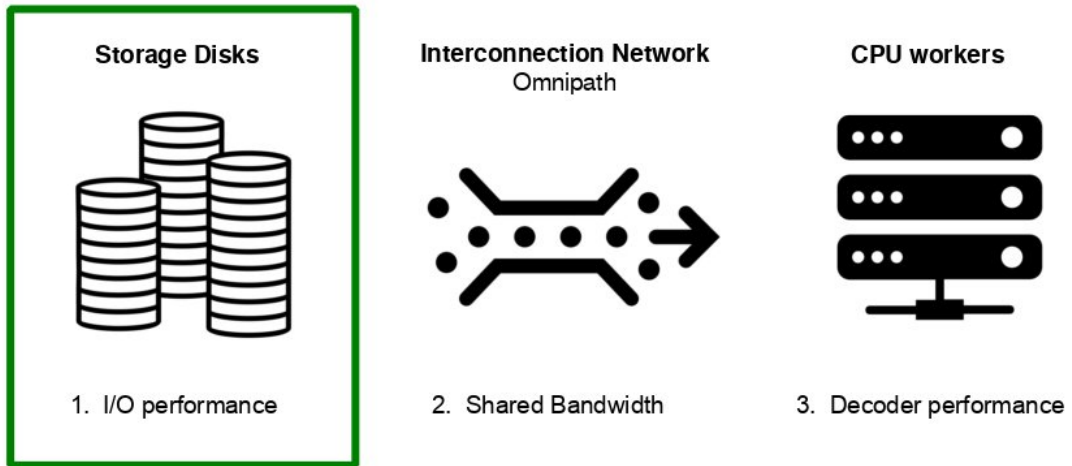 Storage Disks
Interconnection Network
Omnipath
CPU workers
1. I/O performance
2. Shared Bandwidth
3. Decoder performance